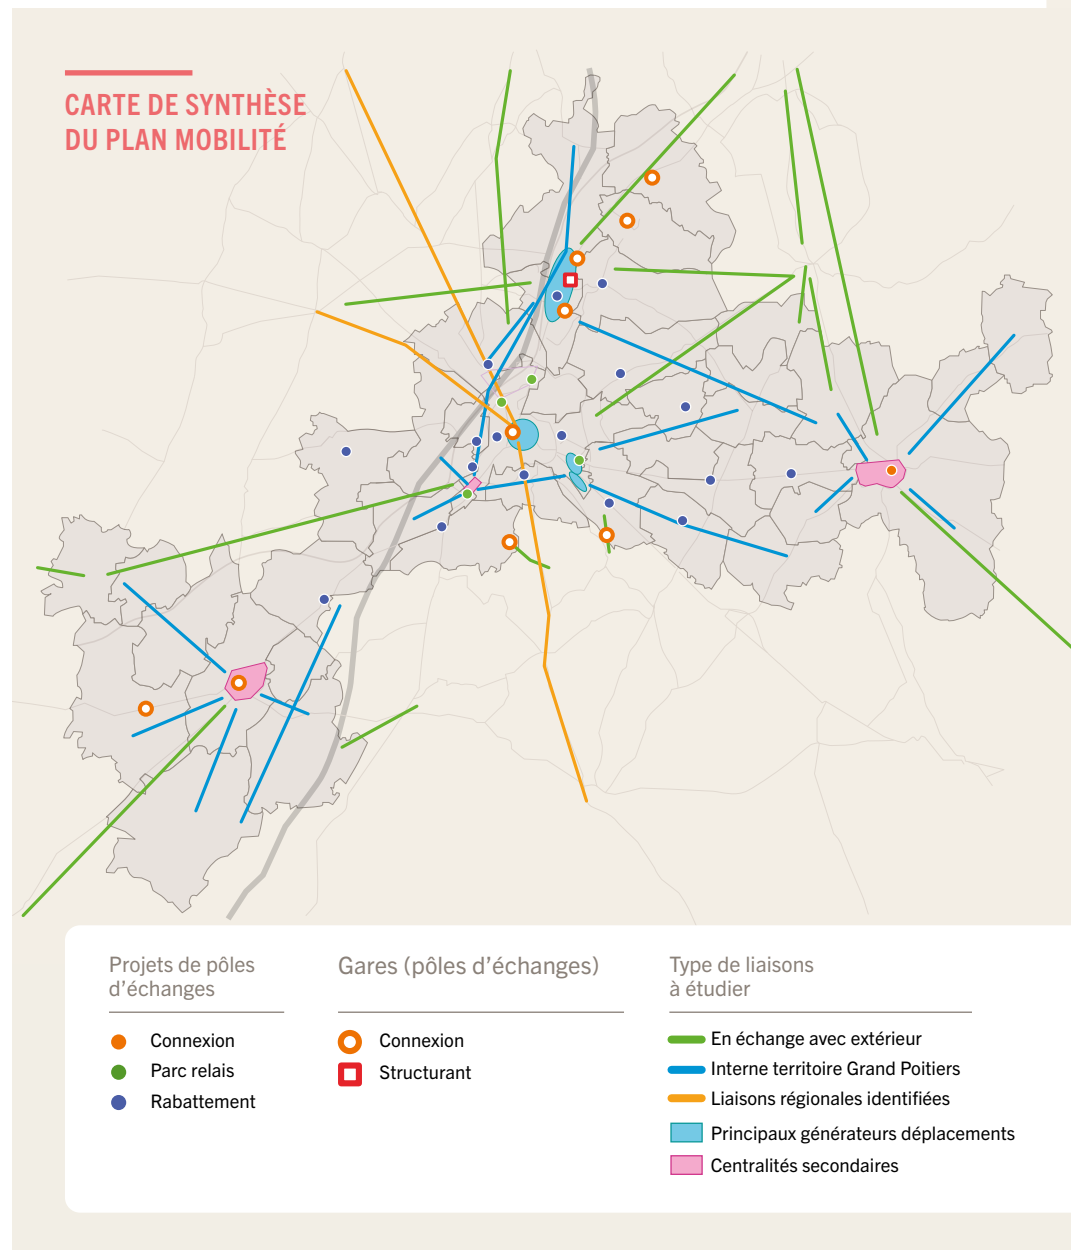 CARTE DE SYNTHÈSE
DU PLAN MOBILITÉ
Projets de pôles
d'échanges
Connexion
Parc relais
Rabattement
Gares (pôles d'échanges)
Connexion
Structurant
Type de liaisons
à étudier
En échange avec extérieur
Interne territoire Grand Poitiers
Liaisons régionales identifiées
Principaux générateurs déplacements
Centralités secondaires